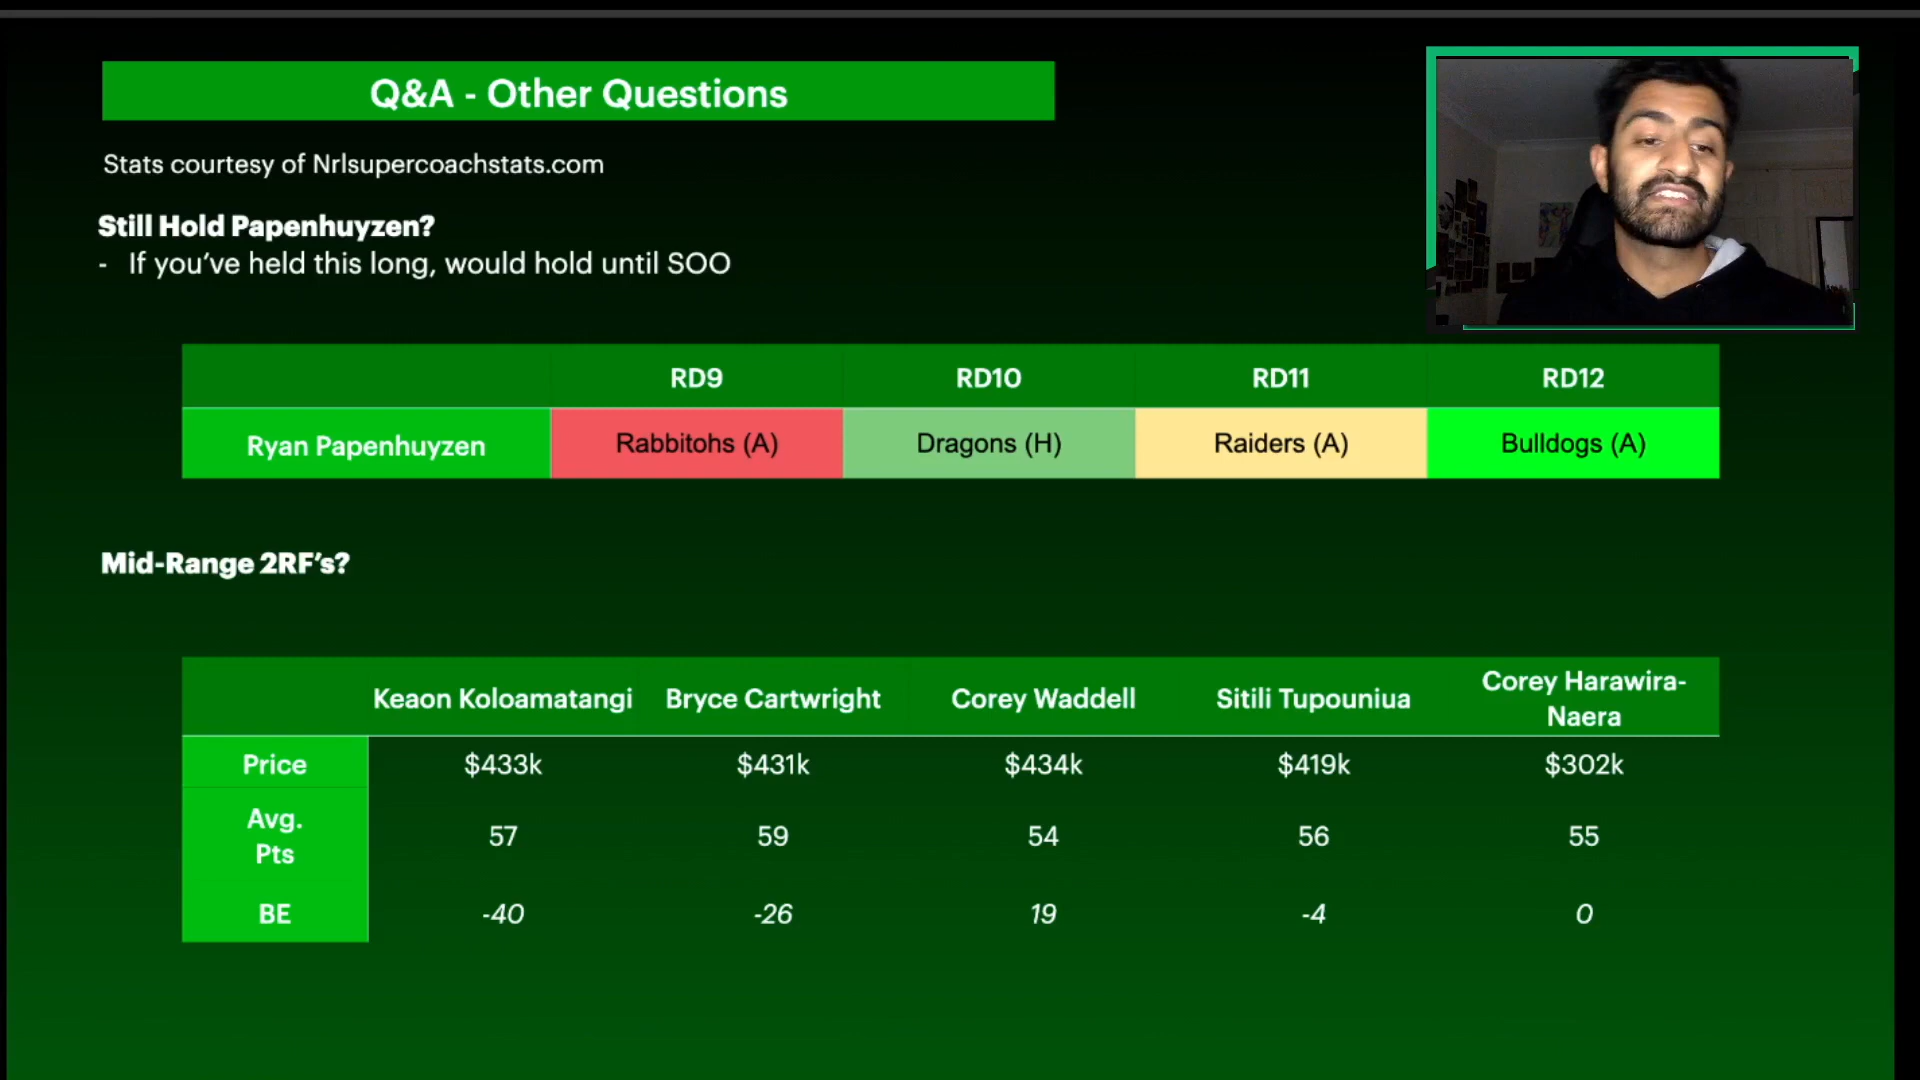 Q&A - Other Questions
Stats courtesy of Nrlsupercoachstats.com
Still Hold Papenhuyzen?
- If you've held this long, would hold until SOO
RD9 RD10 RD11 RD12
Ryan Papenhuyzen Rabbitohs (A) Dragons (H) Raiders (A) Bulldogs (A)
Mid-Range 2RF's?
Keaon Koloamatangi Bryce Cartwright Corey Waddell Sitili Tupouniua Corey Harawira-
Naera
Price $433k $431k $434k $419k $302k
Avg.
Pts 57 59 54 56 55
BE -40 -26 19 -4 0